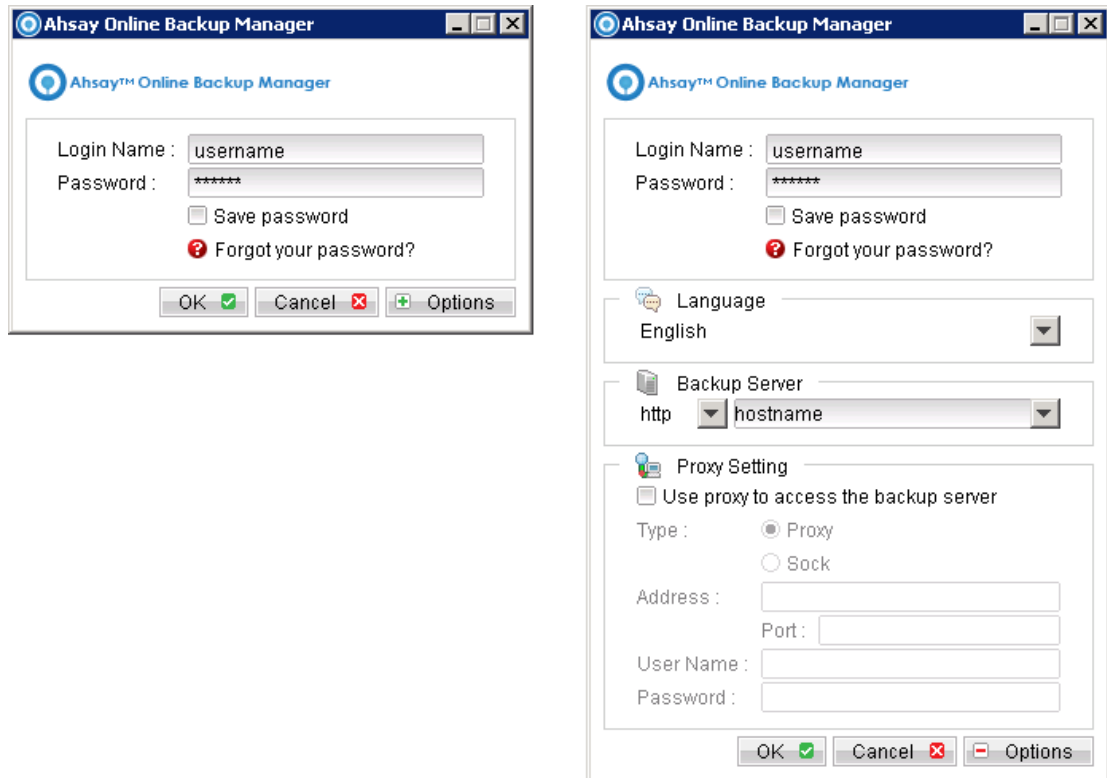 Ahsay Online Backup Manager
Ahsay™ Online Backup Manager
Login Name : username
Password : ******
Save password
Forgot your password?
OK Cancel Options
Ahsay Online Backup Manager
Ahsay™ Online Backup Manager
Login Name : username
Password : ******
Save password
Forgot your password?
Language
English
Backup Server
http hostname
Proxy Setting
Use proxy to access the backup server
Type : Proxy
Sock
Address :
Port :
User Name :
Password :
OK Cancel Options